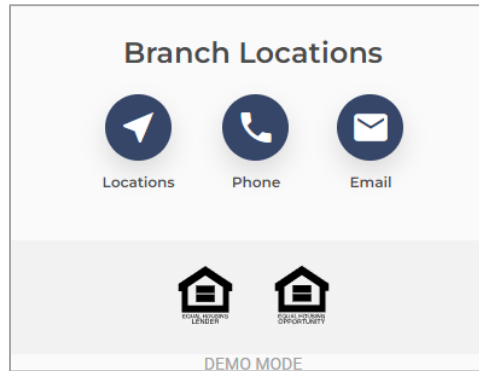 Branch Locations
Locations Phone Email
EQUAL HOUSING EQUAL HOUSING
LENDER OPPORTUNITY
DEMO MODE